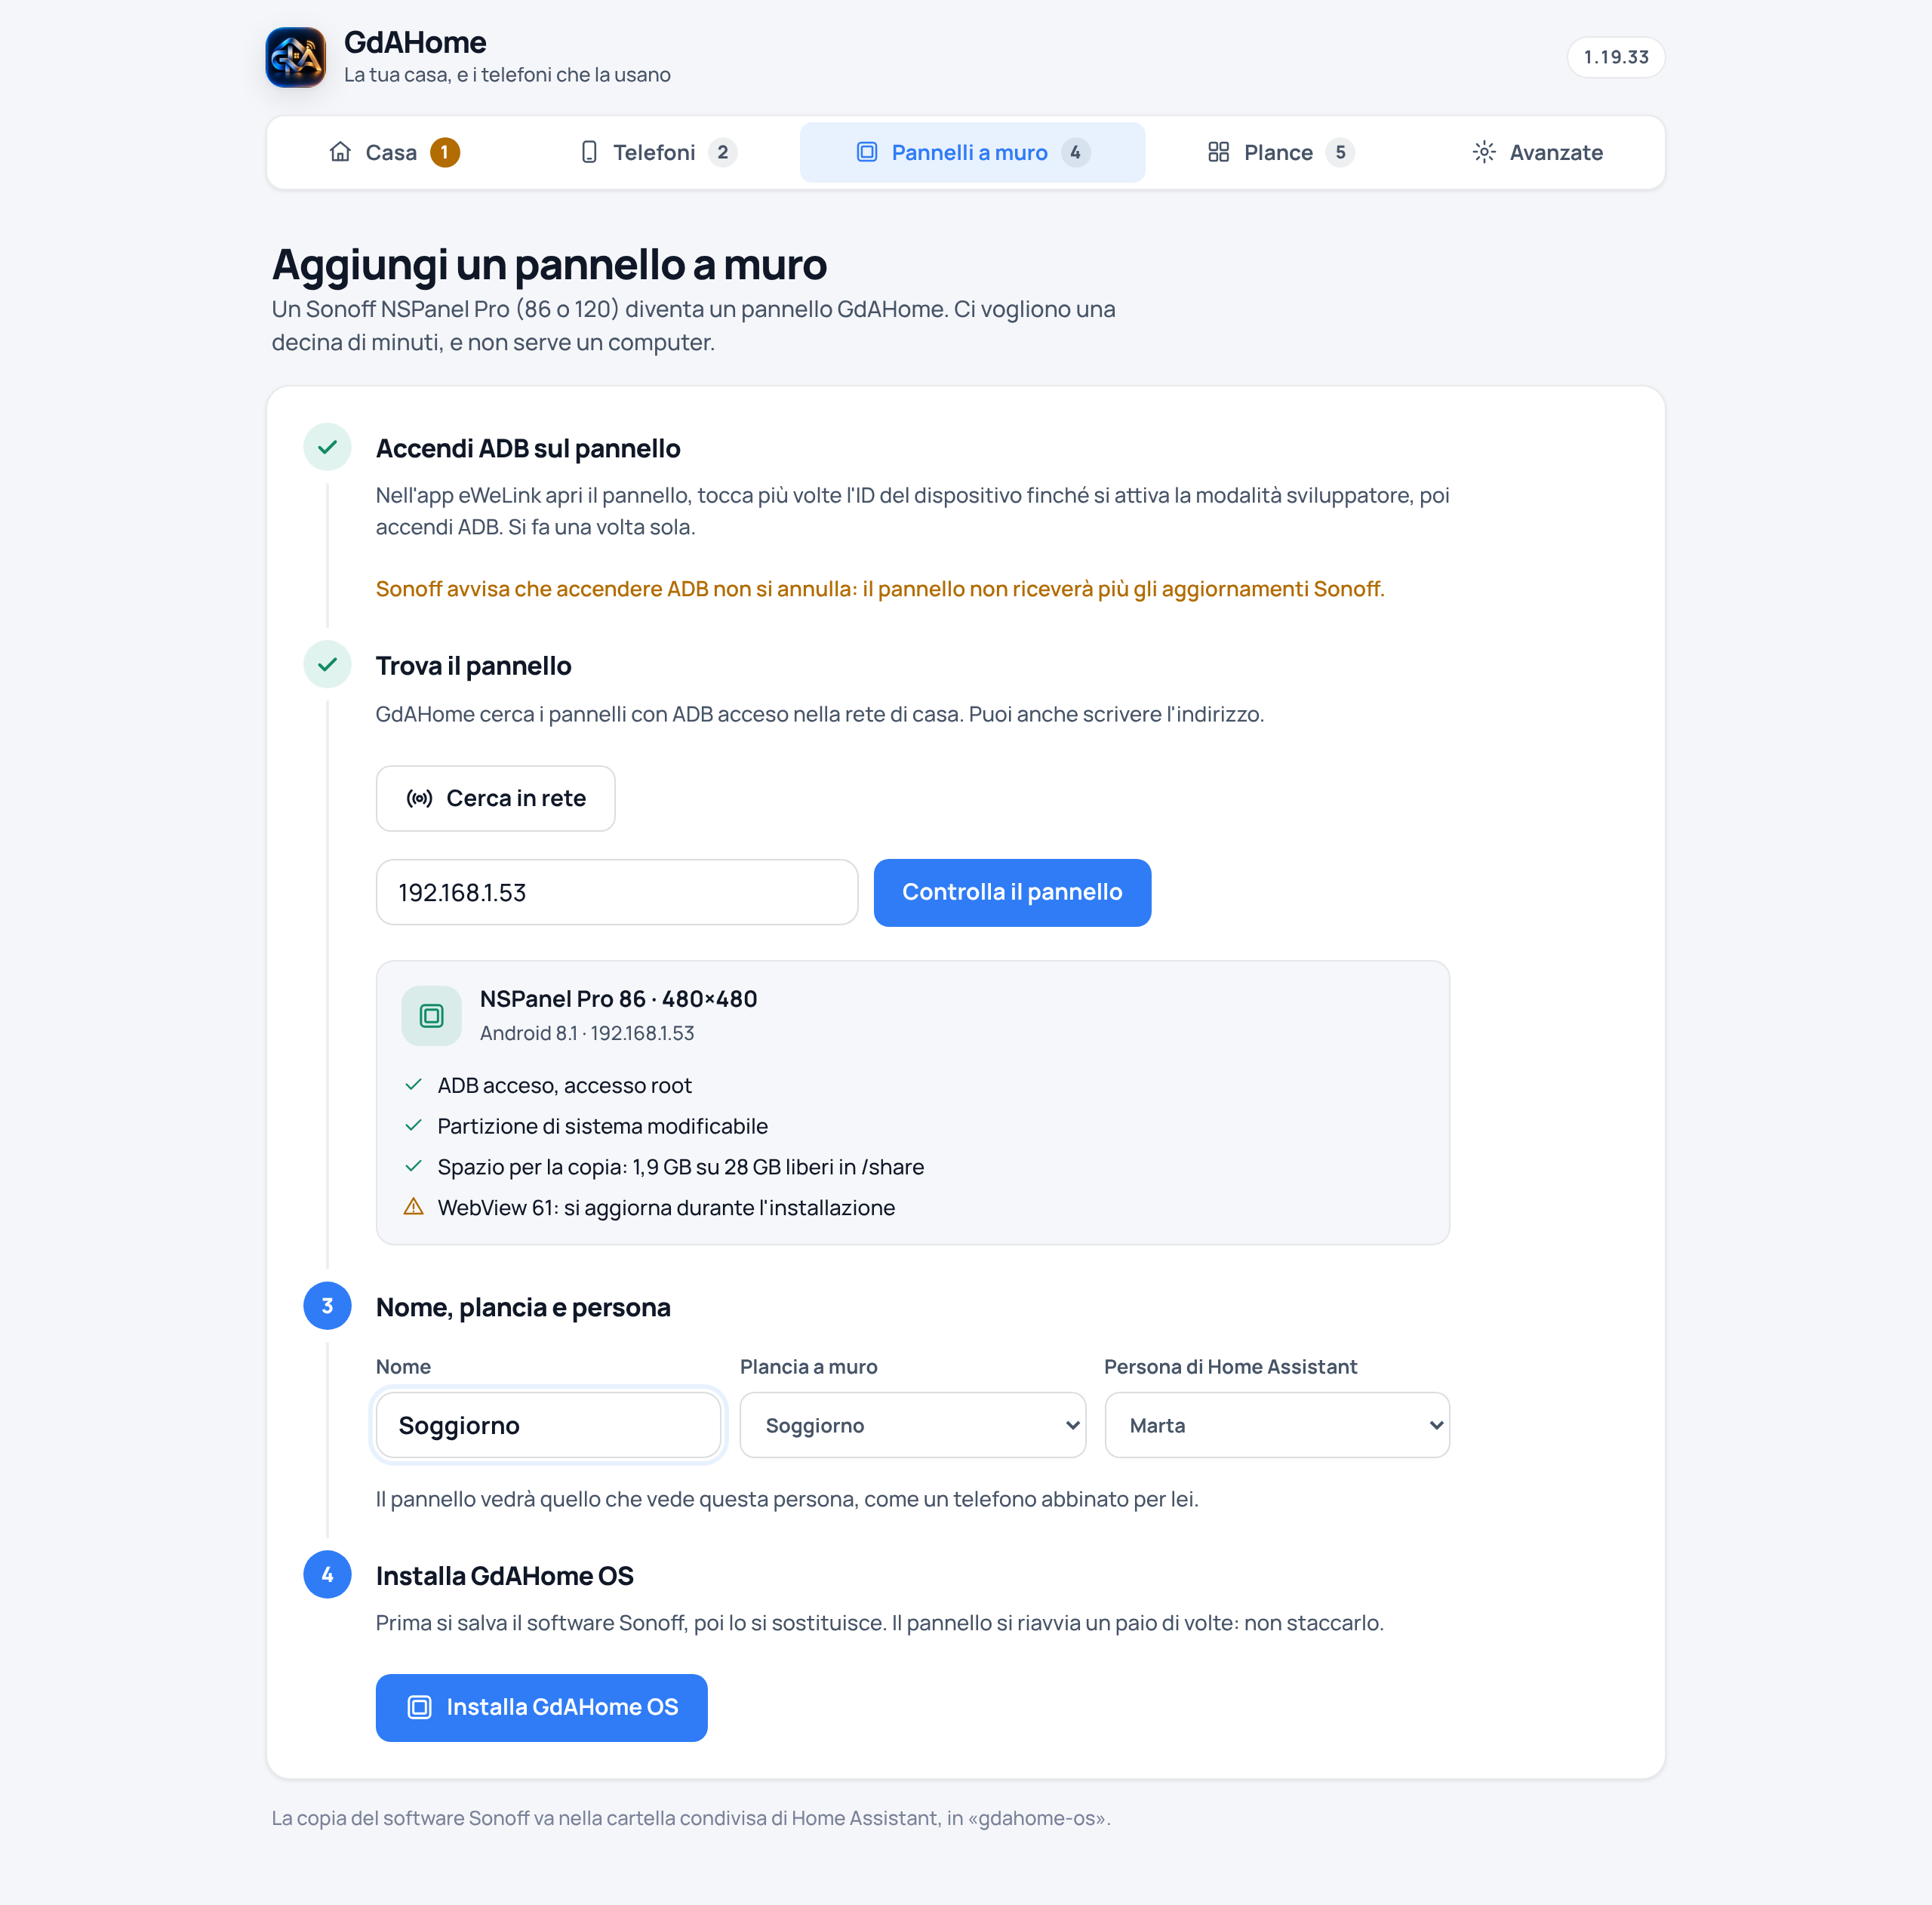 GdAHome
La tua casa, e i telefoni che la usano
1.19.33
Casa 1
Telefoni 2
Pannelli a muro 4
Plance 5
Avanzate
Aggiungi un pannello a muro
Un Sonoff NSPanel Pro (86 o 120) diventa un pannello GdAHome. Ci vogliono una
decina di minuti, e non serve un computer.
Accendi ADB sul pannello
Nell'app eWeLink apri il pannello, tocca più volte l'ID del dispositivo finché si attiva la modalità sviluppatore, poi
accendi ADB. Si fa una volta sola.
Sonoff avvisa che accendere ADB non si annulla: il pannello non riceverà più gli aggiornamenti Sonoff.
Trova il pannello
GdAHome cerca i pannelli con ADB acceso nella rete di casa. Puoi anche scrivere l'indirizzo.
Cerca in rete
192.168.1.53
Controlla il pannello
NSPanel Pro 86 · 480×480
Android 8.1 · 192.168.1.53
ADB acceso, accesso root
Partizione di sistema modificabile
Spazio per la copia: 1,9 GB su 28 GB liberi in /share
WebView 61: si aggiorna durante l'installazione
3
Nome, plancia e persona
Nome
Plancia a muro
Persona di Home Assistant
Soggiorno
Soggiorno
Marta
Il pannello vedrà quello che vede questa persona, come un telefono abbinato per lei.
4
Installa GdAHome OS
Prima si salva il software Sonoff, poi lo si sostituisce. Il pannello si riavvia un paio di volte: non staccarlo.
Installa GdAHome OS
La copia del software Sonoff va nella cartella condivisa di Home Assistant, in «gdahome-os».